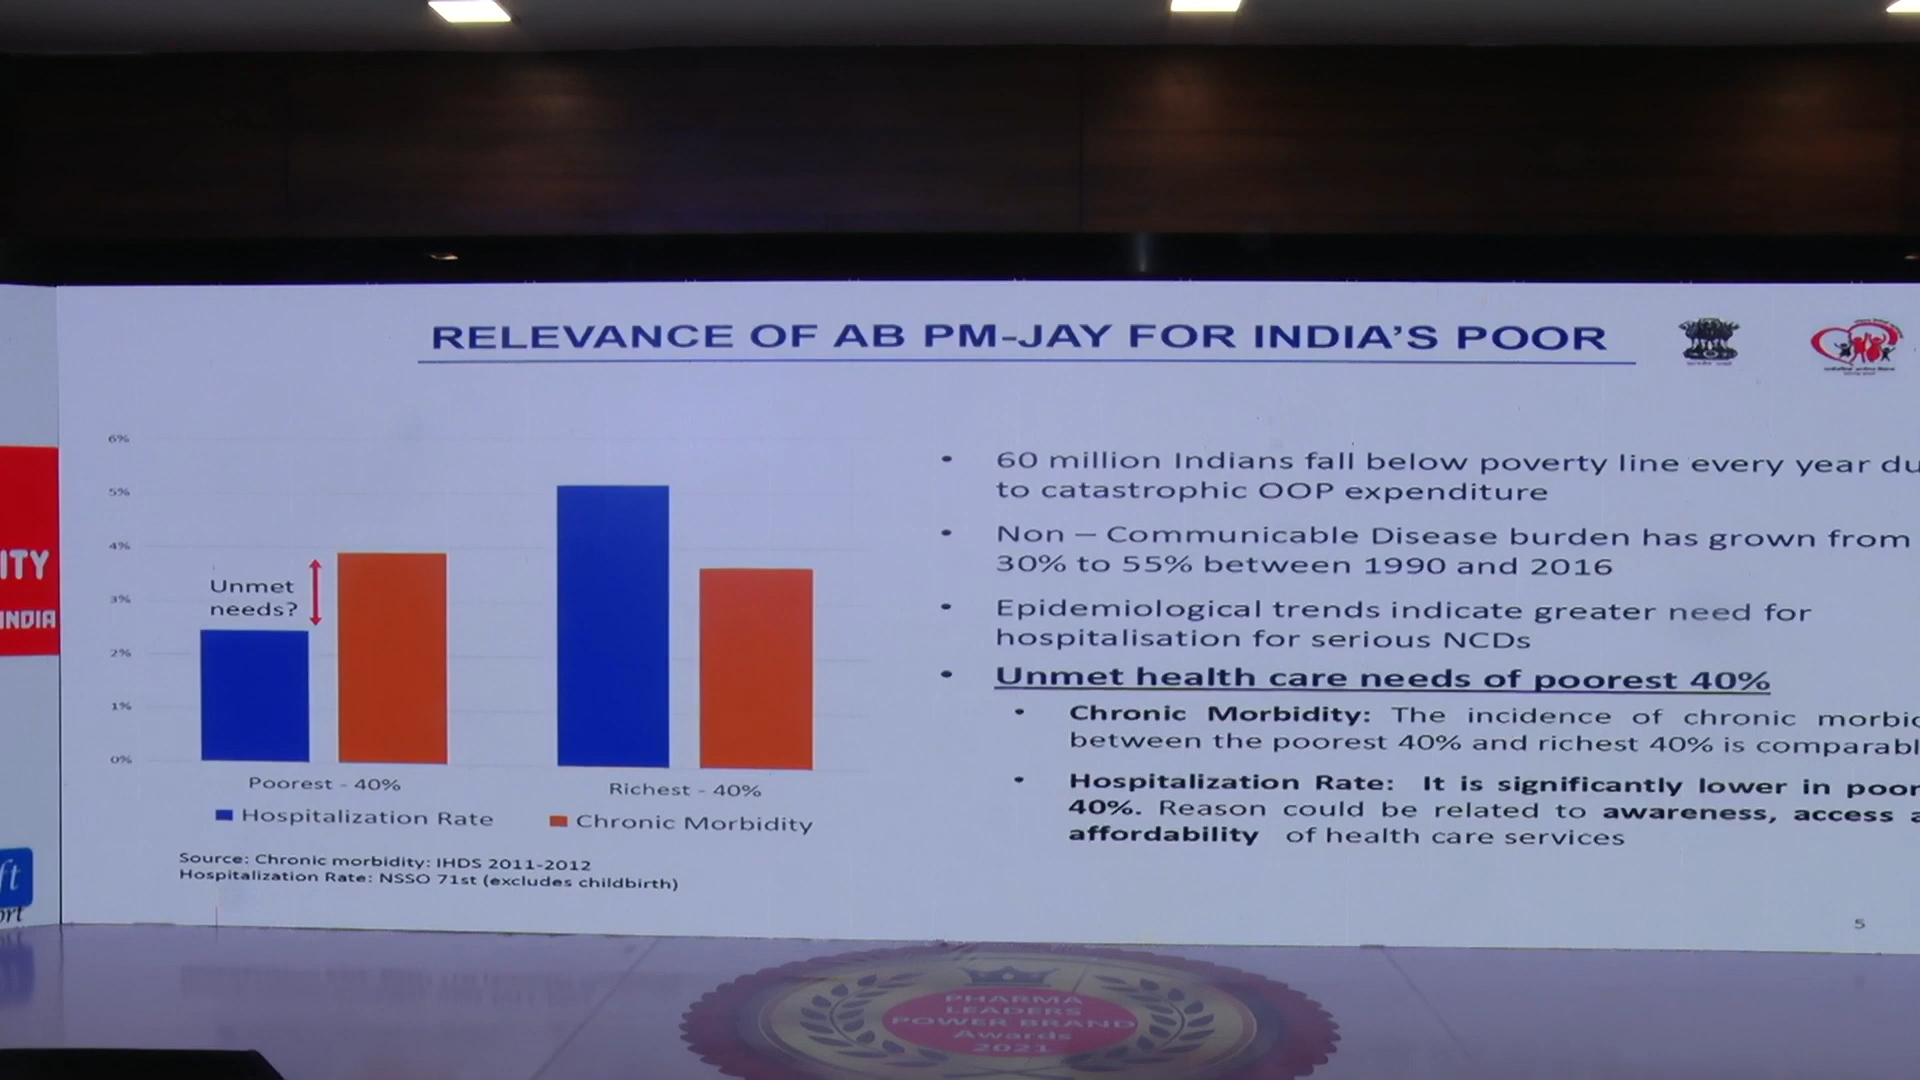 RELEVANCE OF AB PM-JAY FOR INDIA'S POOR
6%
5%
4%
3%
2%
1%
0%
Unmet
needs?
Poorest - 40%
Richest - 40%
Hospitalization Rate
Chronic Morbidity
Source: Chronic morbidity: IHDS 2011-2012
Hospitalization Rate: NSSO 71st (excludes childbirth)
• 60 million Indians fall below poverty line every year du
to catastrophic OOP expenditure
• Non – Communicable Disease burden has grown from
30% to 55% between 1990 and 2016
• Epidemiological trends indicate greater need for
hospitalisation for serious NCDs
• Unmet health care needs of poorest 40%
• Chronic Morbidity: The incidence of chronic morbid
between the poorest 40% and richest 40% is comparabl
• Hospitalization Rate: It is significantly lower in poor
40%. Reason could be related to awareness, access a
affordability of health care services
5
ITY
INDIA
ft
ort
PHARMA
LEADERS
POWER BRAND
Awards
2021